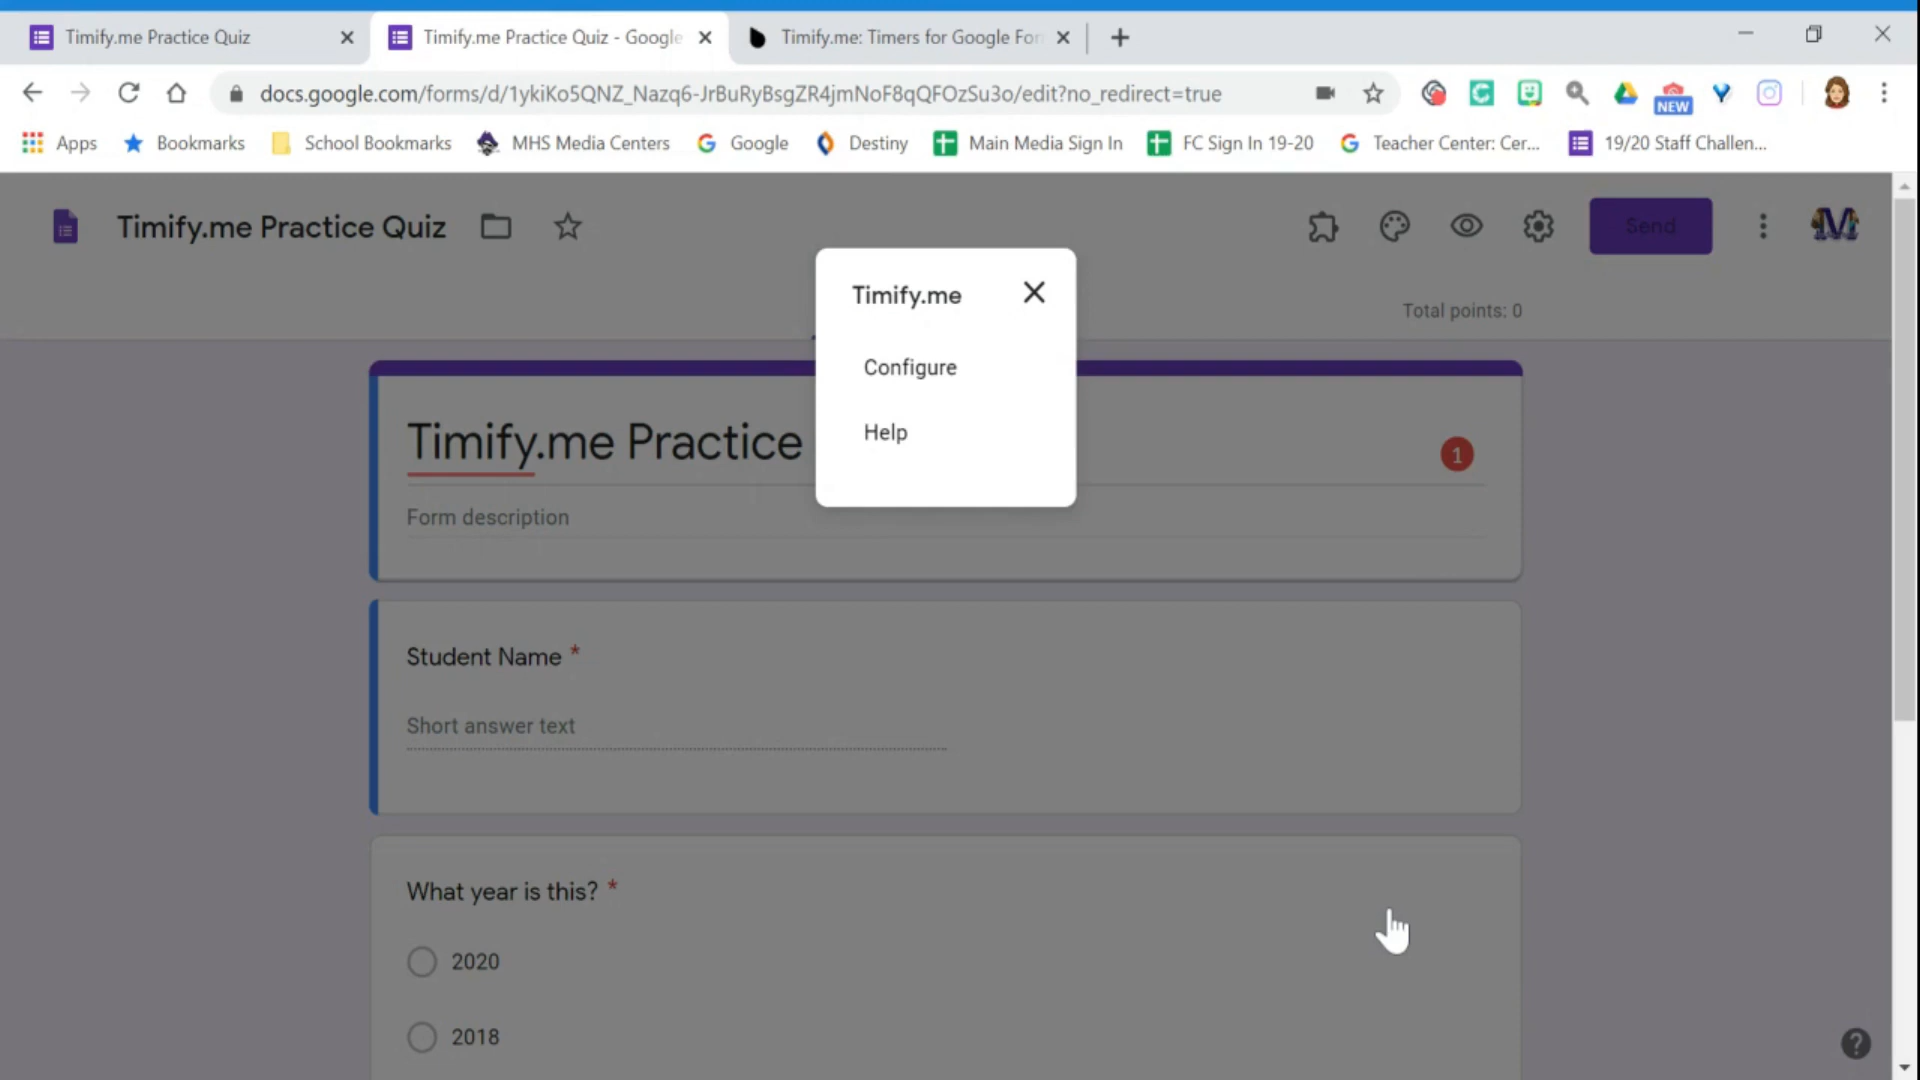 Timify.me Practice Quiz
Timify.me Practice Quiz - Google
Timify.me: Timers for Google For
docs.google.com/forms/d/1ykiKo5QNZ_Nazq6-JrBuRyBsgZR4jmNoF8qQFOzSu3o/edit?no_redirect=true
NEW
Apps
Bookmarks
School Bookmarks
MHS Media Centers
Google
Destiny
Main Media Sign In
FC Sign In 19-20
Teacher Center: Cer...
19/20 Staff Challen...
Timify.me Practice Quiz
Send
M
Total points: 0
Timify.me
Configure
Help
Timify.me Practice
1
Form description
Student Name *
Short answer text
What year is this? *
2020
2018
?